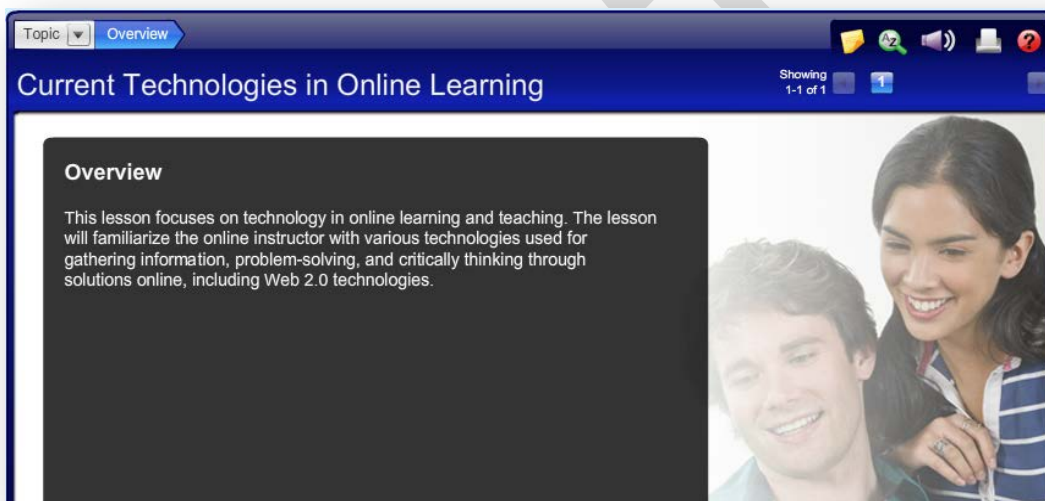 Topic Overview
Current Technologies in Online Learning
Showing
1-1 of 1
1
Overview
This lesson focuses on technology in online learning and teaching. The lesson
will familiarize the online instructor with various technologies used for
gathering information, problem-solving, and critically thinking through
solutions online, including Web 2.0 technologies.